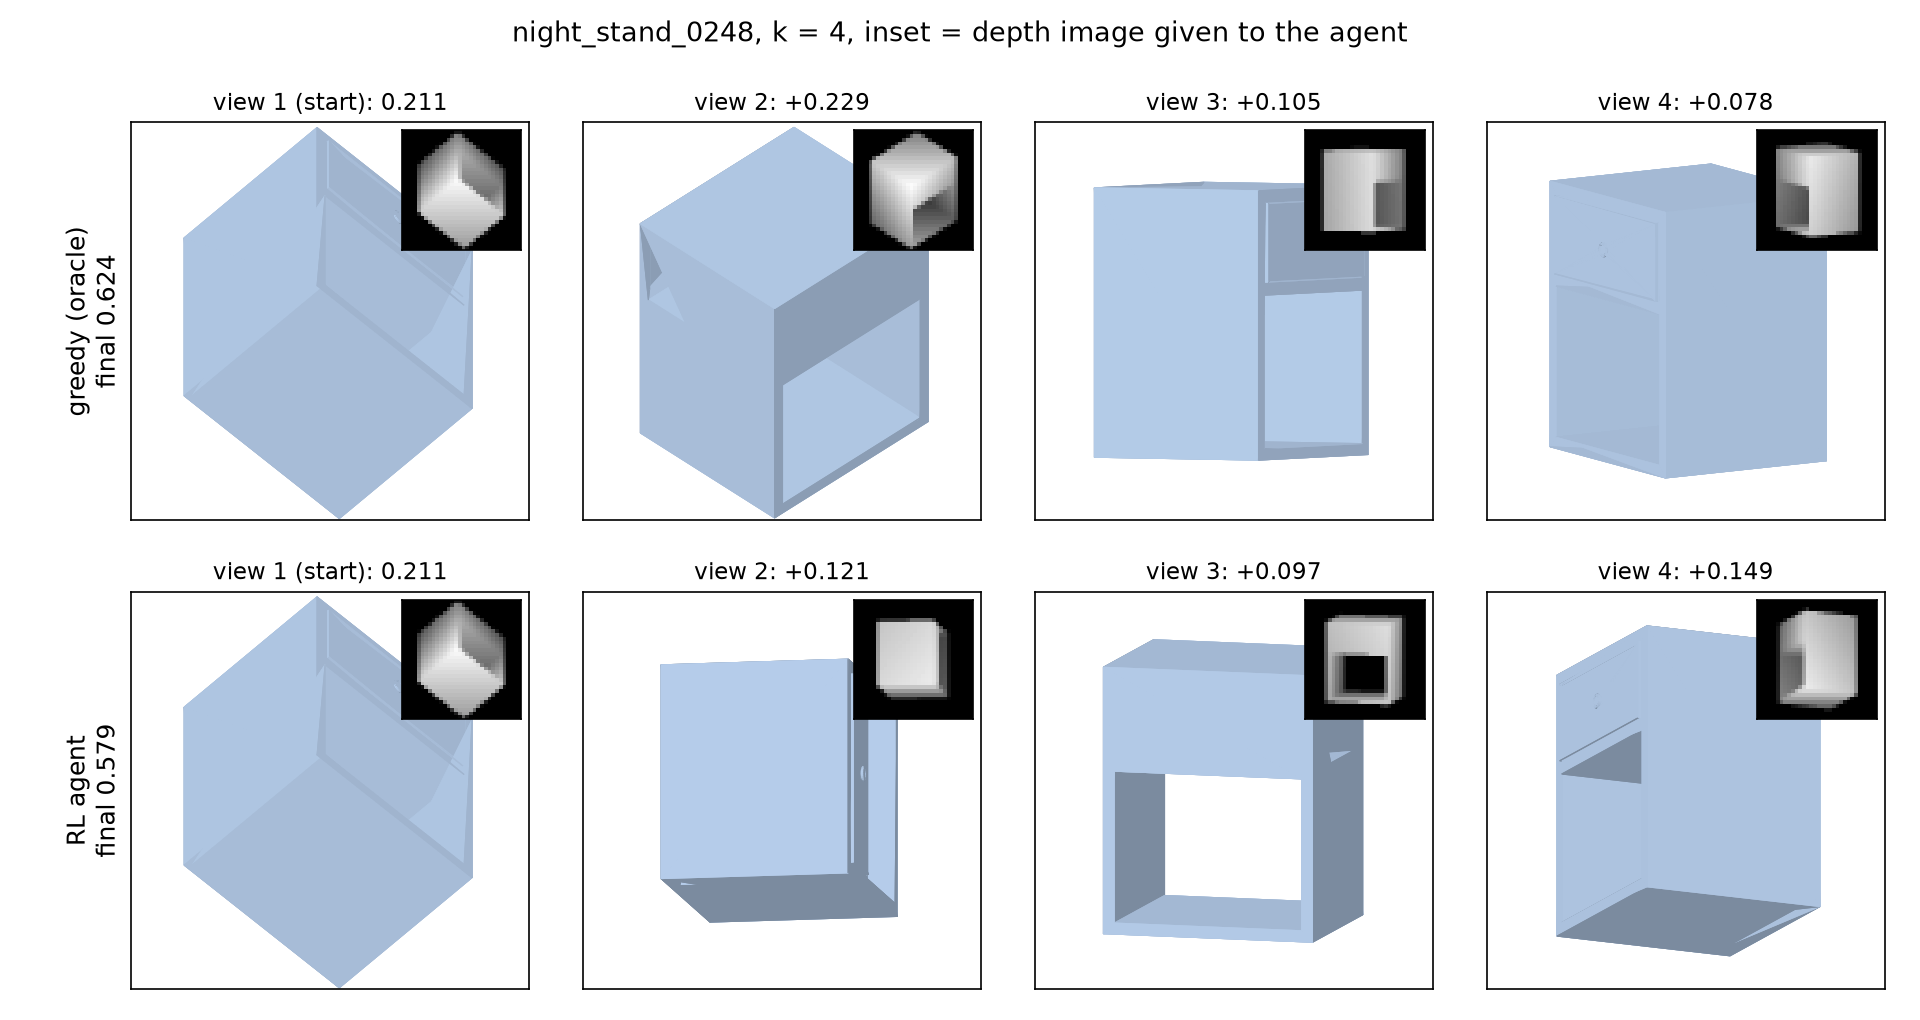 night_stand_0248, k = 4, inset = depth image given to the agent
greedy (oracle)
final 0.624
view 1 (start): 0.211
view 2: +0.229
view 3: +0.105
view 4: +0.078
RL agent
final 0.579
view 1 (start): 0.211
view 2: +0.121
view 3: +0.097
view 4: +0.149